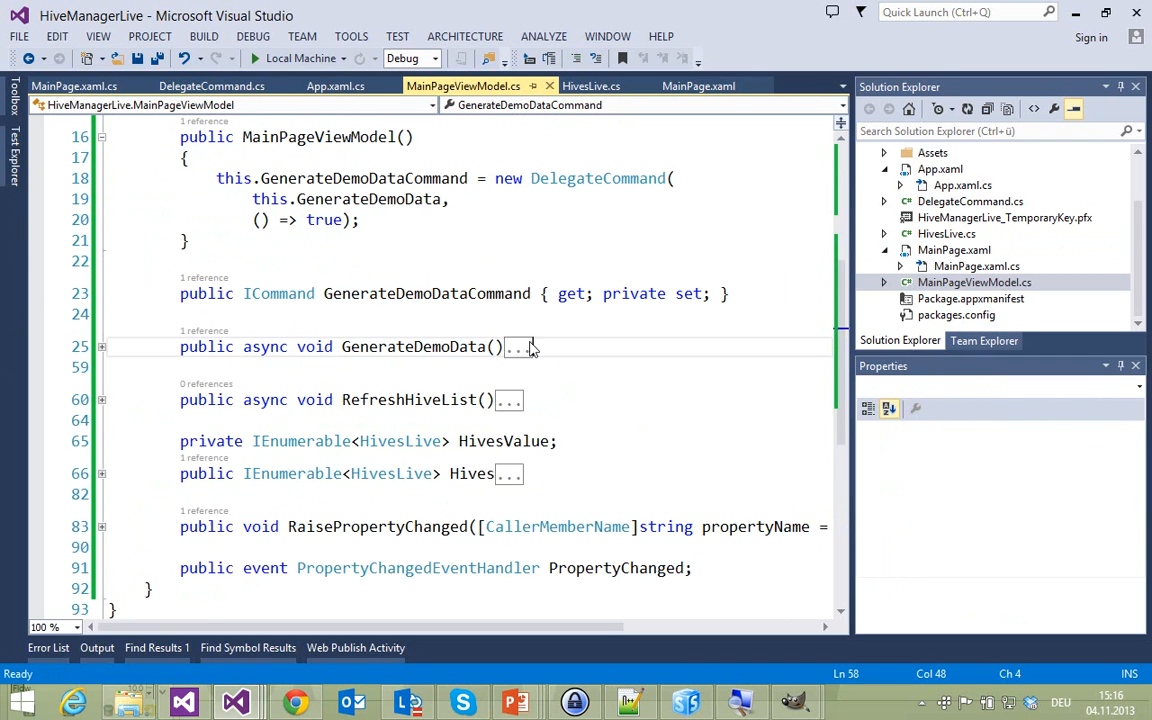 HiveManagerLive - Microsoft Visual Studio
Quick Launch (Ctrl+Q)
FILE EDIT VIEW PROJECT BUILD DEBUG TEAM TOOLS TEST ARCHITECTURE ANALYZE WINDOW HELP
Sign in
Local Machine Debug
Toolbox
Test Explorer
MainPage.xaml.cs DelegateCommand.cs App.xaml.cs MainPageViewModel.cs HivesLive.cs MainPage.xaml
HiveManagerLive.MainPageViewModel GenerateDemoDataCommand
1 reference
16 public MainPageViewModel()
17 {
18 this.GenerateDemoDataCommand = new DelegateCommand(
19 this.GenerateDemoData,
20 () => true);
21 }
22
1 reference
23 public ICommand GenerateDemoDataCommand { get; private set; }
24
1 reference
25 public async void GenerateDemoData()...
59
0 references
60 public async void RefreshHiveList()...
64
65 private IEnumerable<HivesLive> HivesValue;
1 reference
66 public IEnumerable<HivesLive> Hives...
82
1 reference
83 public void RaisePropertyChanged([CallerMemberName]string propertyName =
90
91 public event PropertyChangedEventHandler PropertyChanged;
92 }
93 }
100 %
Solution Explorer
Search Solution Explorer (Ctrl+ü)
Assets
App.xaml
App.xaml.cs
DelegateCommand.cs
HiveManagerLive_TemporaryKey.pfx
HivesLive.cs
MainPage.xaml
MainPage.xaml.cs
MainPageViewModel.cs
Package.appxmanifest
packages.config
Solution Explorer Team Explorer
Properties
Error List Output Find Results 1 Find Symbol Results Web Publish Activity
Ready Ln 58 Col 48 Ch 4 INS
DEU
15:16
04.11.2013